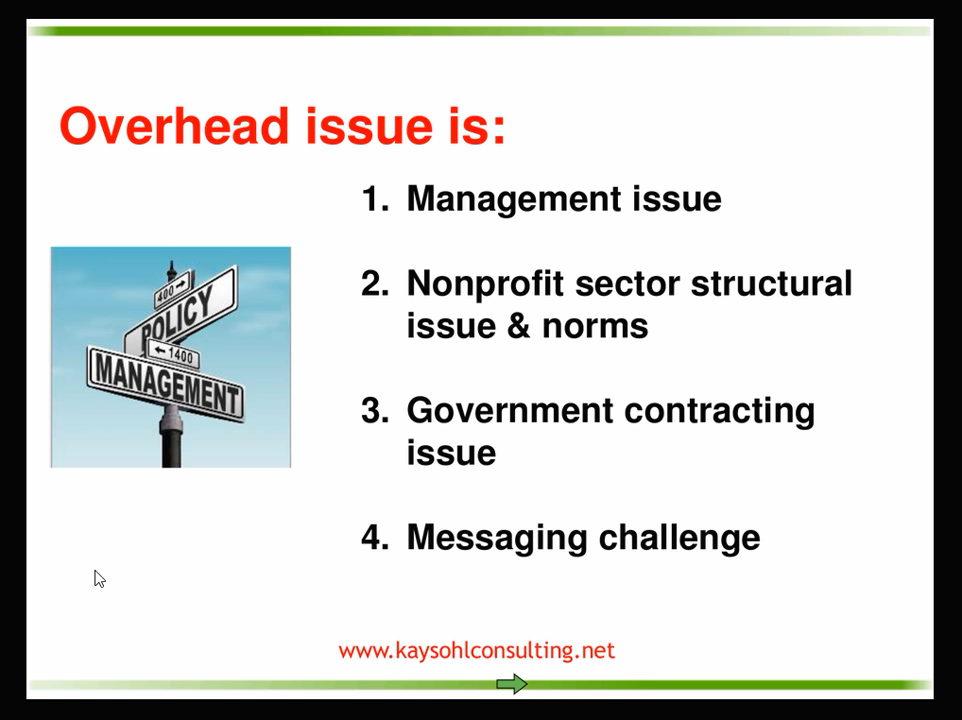 Overhead issue is:
1. Management issue
2. Nonprofit sector structural
issue & norms
3. Government contracting
issue
4. Messaging challenge
400 →
POLICY
← 1400
MANAGEMENT
www.kaysohlconsulting.net